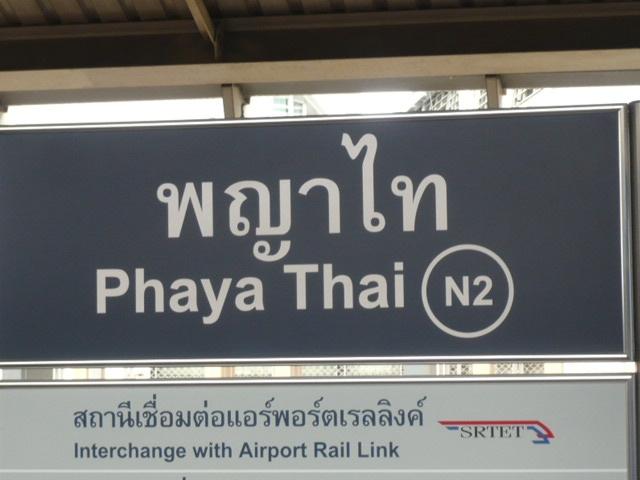 พญาไท
Phaya Thai N2
สถานีเชื่อมต่อแอร์พอร์ตเรลลิงค์
SRTET
Interchange with Airport Rail Link